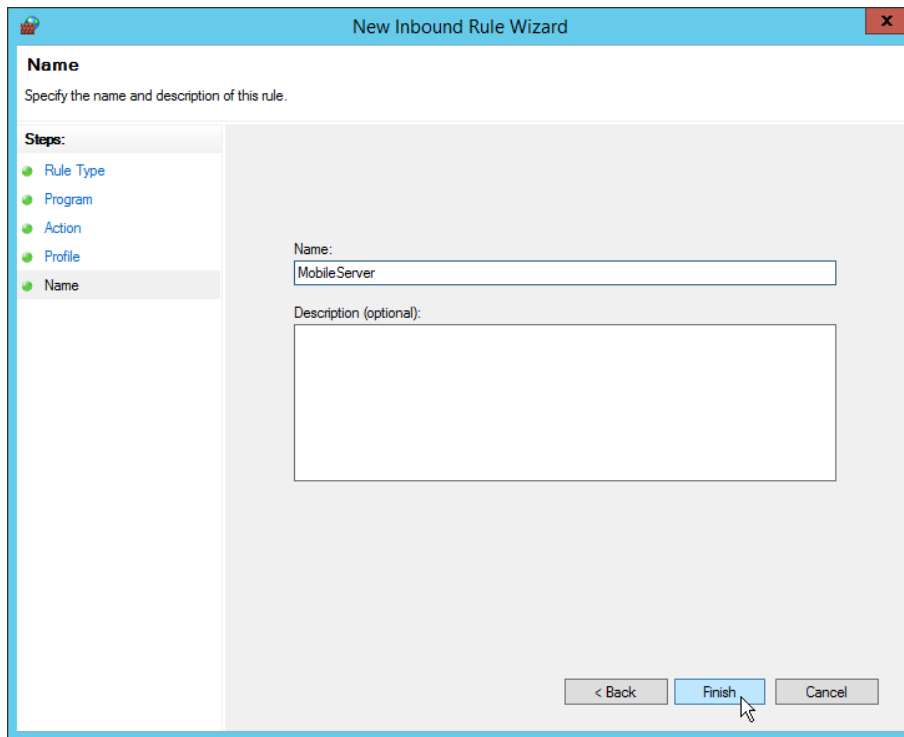 New Inbound Rule Wizard
x
Name
Specify the name and description of this rule.
Steps:
Rule Type
Program
Action
Profile
Name
Name:
MobileServer
Description (optional):
< Back
Finish
Cancel